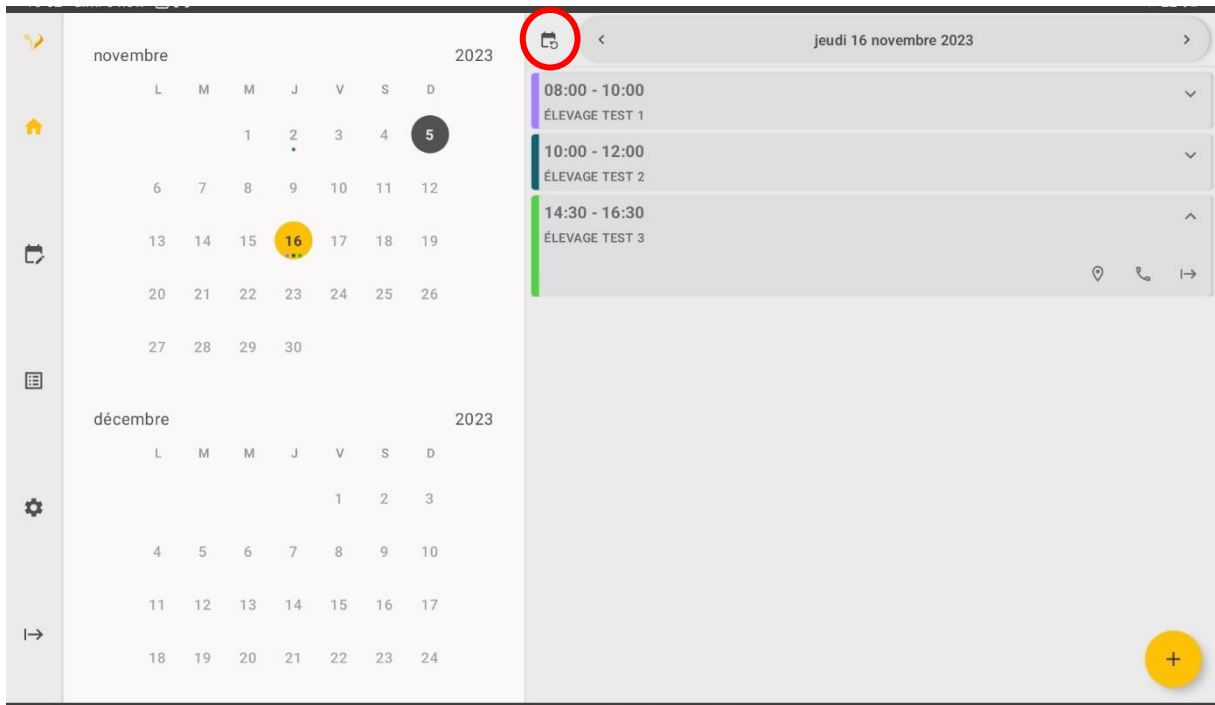 novembre 2023
L M M J V S D
1 2 3 4 5
6 7 8 9 10 11 12
13 14 15 16 17 18 19
20 21 22 23 24 25 26
27 28 29 30
décembre 2023
L M M J V S D
1 2 3
4 5 6 7 8 9 10
11 12 13 14 15 16 17
18 19 20 21 22 23 24
jeudi 16 novembre 2023
08:00 - 10:00
ÉLEVAGE TEST 1
10:00 - 12:00
ÉLEVAGE TEST 2
14:30 - 16:30
ÉLEVAGE TEST 3